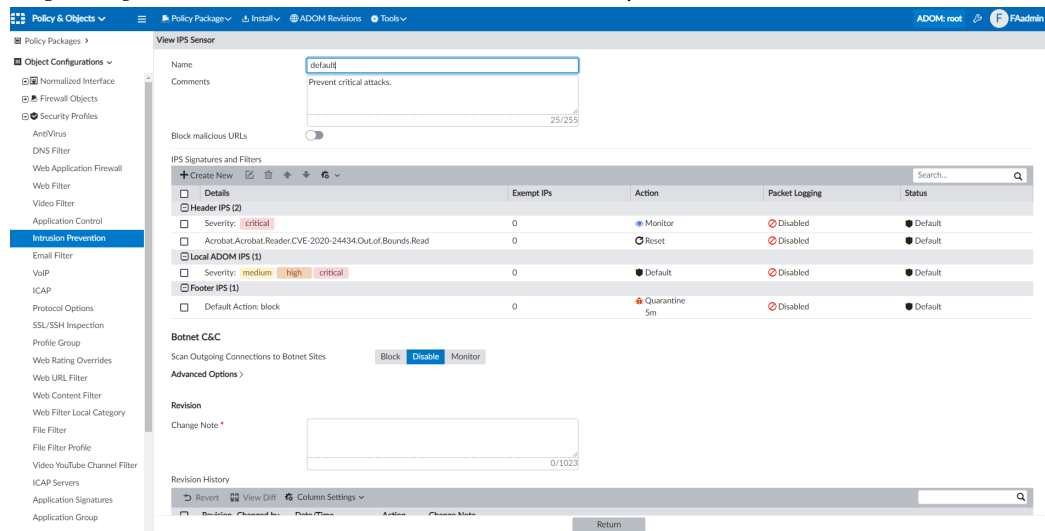 Policy & Objects
Policy Package
Install
ADOM Revisions
Tools
ADOM: root
F
FAadmin
Policy Packages
View IPS Sensor
Object Configurations
Normalized Interface
Firewall Objects
Security Profiles
AntiVirus
DNS Filter
Web Application Firewall
Web Filter
Video Filter
Application Control
Intrusion Prevention
Email Filter
VoIP
ICAP
Protocol Options
SSL/SSH Inspection
Profile Group
Web Rating Overrides
Web URL Filter
Web Content Filter
Web Filter Local Category
File Filter
File Filter Profile
Video YouTube Channel Filter
ICAP Servers
Application Signatures
Application Group
Name
default
Comments
Prevent critical attacks.
25/255
Block malicious URLs
IPS Signatures and Filters
Create New
Search...
Details Exempt IPs Action Packet Logging Status
Header IPS (2)
Severity: critical 0 Monitor Disabled Default
Acrobat.Acrobat.Reader.CVE-2020-24434.Out.of.Bounds.Read 0 Reset Disabled Default
Local ADOM IPS (1)
Severity: medium high critical 0 Default Disabled Default
Footer IPS (1)
Default Action: block 0 Quarantine Disabled Default
5m
Botnet C&C
Scan Outgoing Connections to Botnet Sites Block Disable Monitor
Advanced Options >
Revision
Change Note *
0/1023
Revision History
Revert View Diff Column Settings
Revision Changed by Date/Time Action Change Note
Return